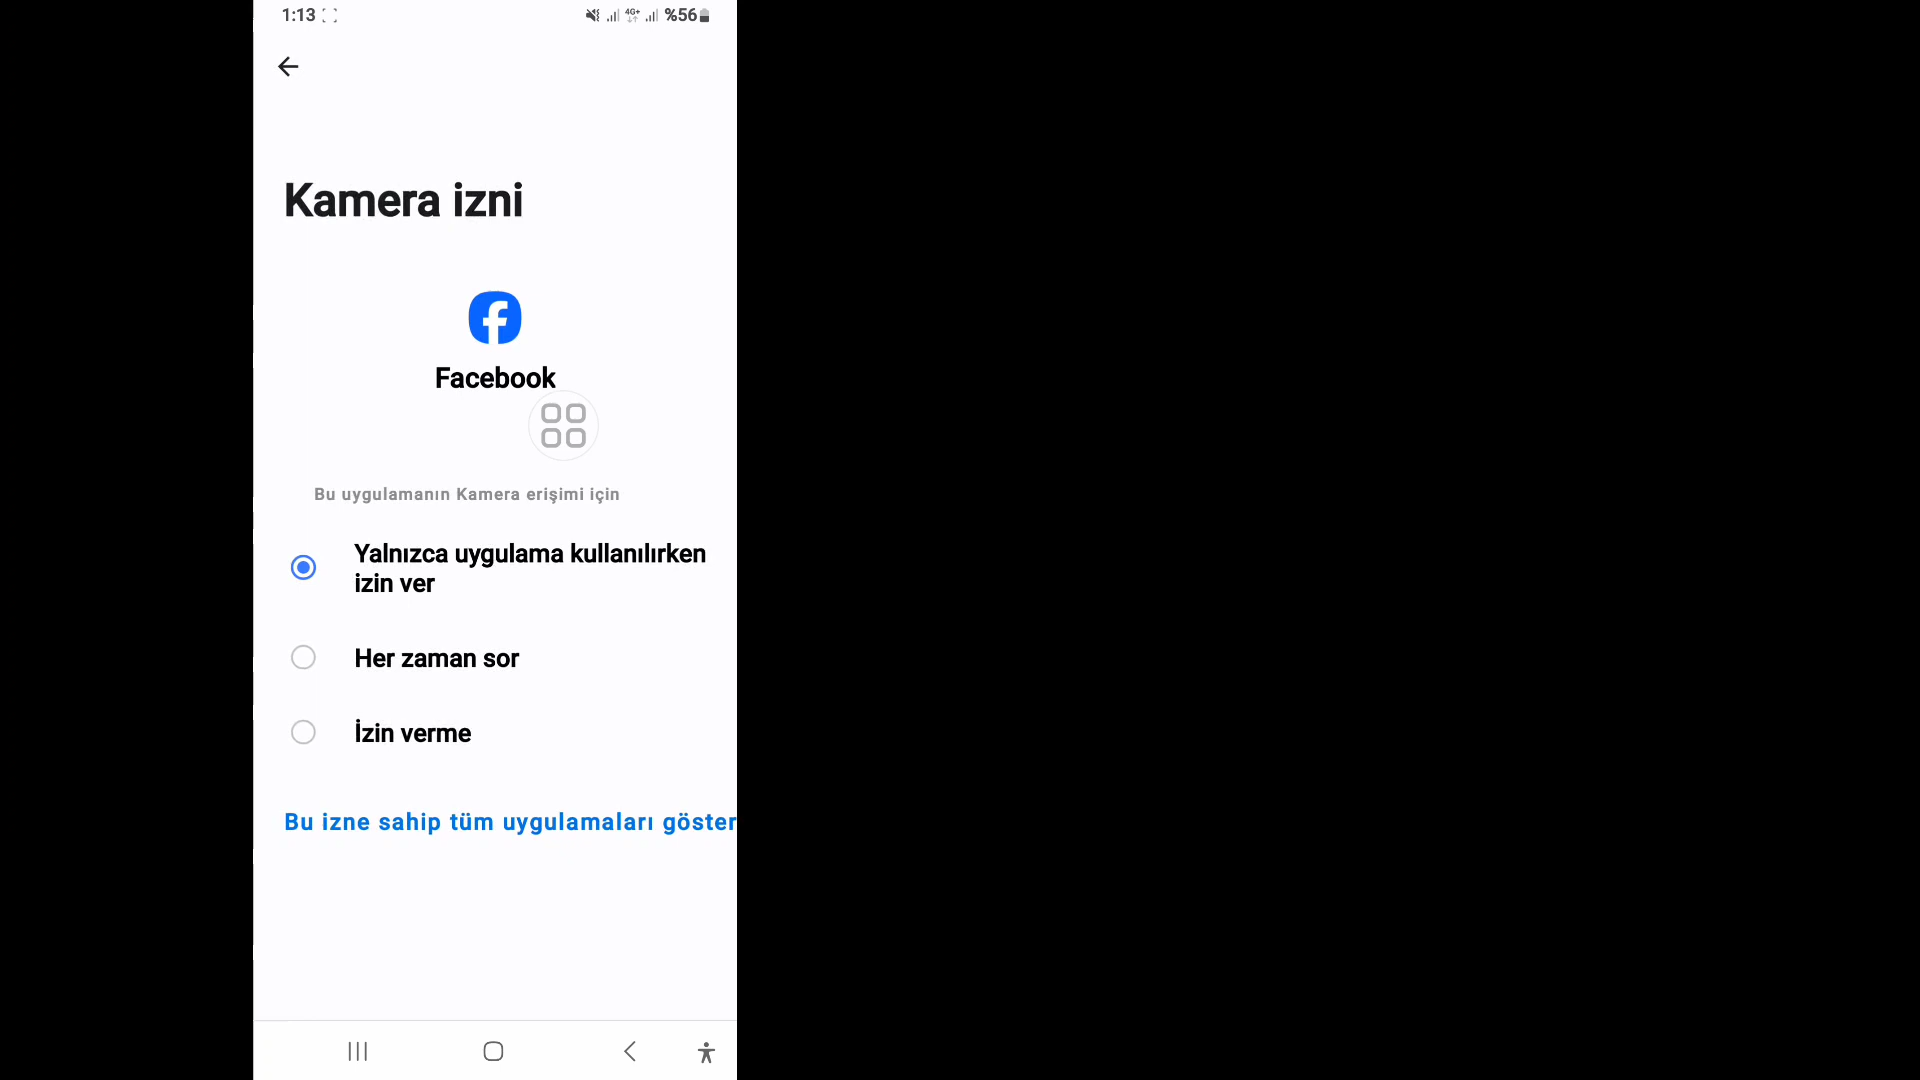 1:13 4G+ %56
Kamera izni
Facebook
Bu uygulamanın Kamera erişimi için
Yalnızca uygulama kullanılırken
izin ver
Her zaman sor
İzin verme
Bu izne sahip tüm uygulamaları göster